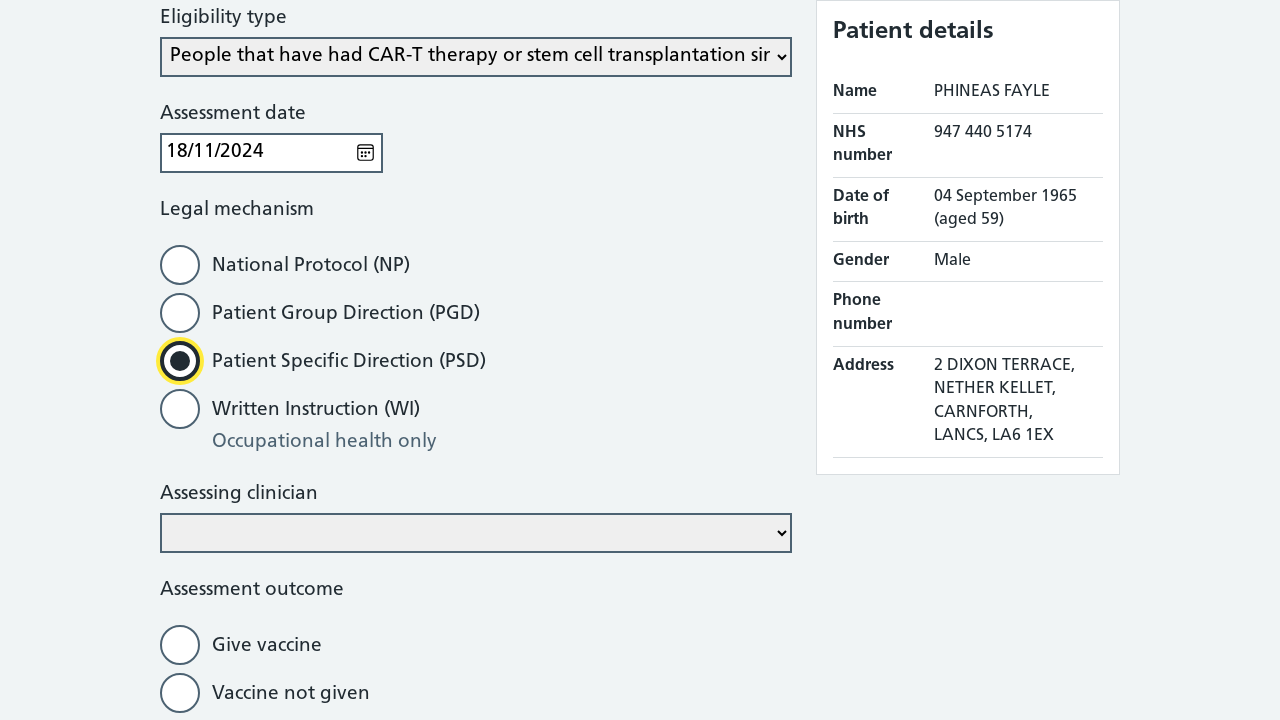 Eligibility type
People that have had CAR-T therapy or stem cell transplantation sir
Assessment date
18/11/2024
Legal mechanism
National Protocol (NP)
Patient Group Direction (PGD)
Patient Specific Direction (PSD)
Written Instruction (WI)
Occupational health only
Assessing clinician
Assessment outcome
Give vaccine
Vaccine not given
Patient details
Name PHINEAS FAYLE
NHS number 947 440 5174
Date of birth 04 September 1965 (aged 59)
Gender Male
Phone number
Address 2 DIXON TERRACE,
NETHER KELLET,
CARNFORTH,
LANCS, LA6 1EX